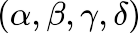 (α, β, γ, δ)